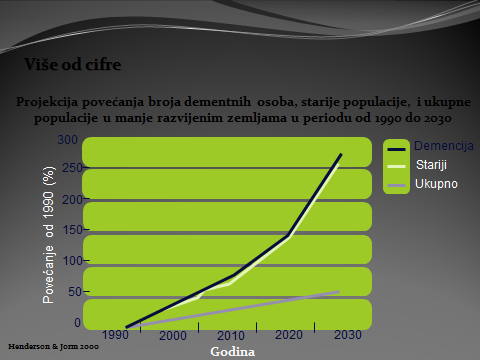 Više od cifre
Projekcija povećanja broja dementnih osoba, starije populacije, i ukupne
populacije u manje razvijenim zemljama u periodu od 1990 do 2030
300
250
200
150
100
50
0
Povećanje od 1990 (%)
1990 2000 2010 2020 2030
Godina
Demencija
Stariji
Ukupno
Henderson & Jorm 2000